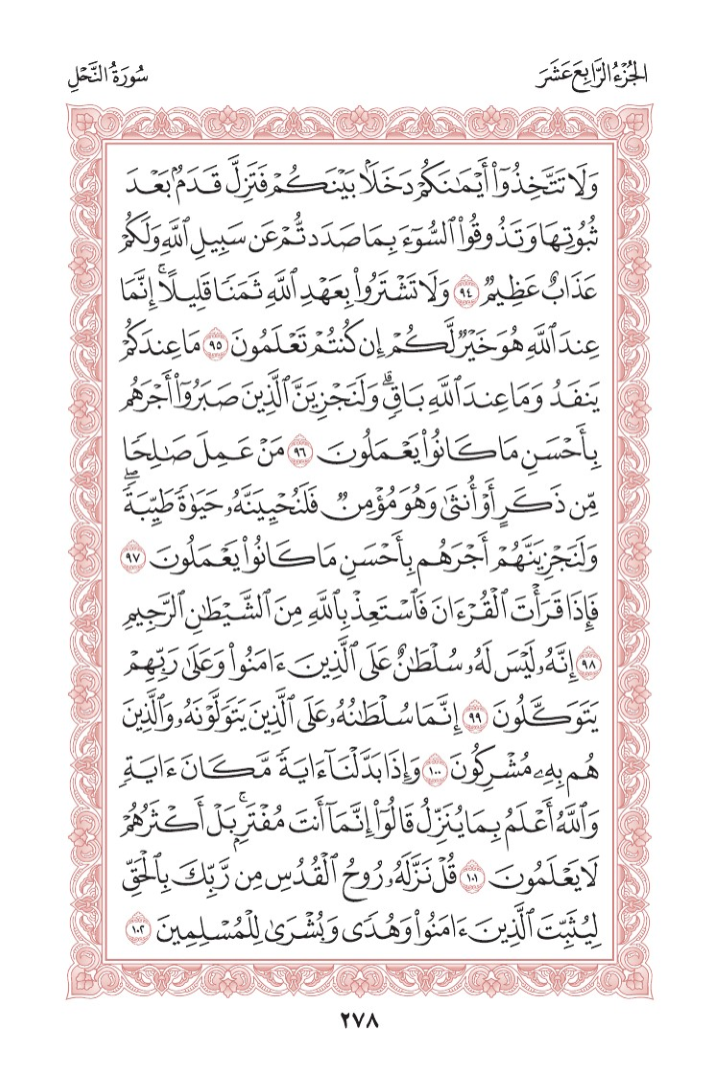 الجُزْءُ الرَّابِعَ عَشَرَ
سُورَةُ النَّحْلِ
وَلَا تَتَّخِذُوٓاْ أَيْمَٰنَكُمْ دَخَلَۢا بَيْنَكُمْ فَتَزِلَّ قَدَمُۢ بَعْدَ
ثُبُوتِهَا وَتَذُوقُواْ ٱلسُّوٓءَ بِمَا صَدَدتُّمْ عَن سَبِيلِ ٱللَّهِ وَلَكُمْ
عَذَابٌ عَظِيمٌ ٩٤ وَلَا تَشْتَرُواْ بِعَهْدِ ٱللَّهِ ثَمَنًا قَلِيلًاۚ إِنَّمَا
عِندَ ٱللَّهِ هُوَ خَيْرٌ لَّكُمْ إِن كُنتُمْ تَعْلَمُونَ ٩٥ مَا عِندَكُمْ
يَنفَدُ وَمَا عِندَ ٱللَّهِ بَاقٍۗ وَلَنَجْزِيَنَّ ٱلَّذِينَ صَبَرُوٓاْ أَجْرَهُم
بِأَحْسَنِ مَا كَانُواْ يَعْمَلُونَ ٩٦ مَنْ عَمِلَ صَٰلِحًا
مِّن ذَكَرٍ أَوْ أُنثَىٰ وَهُوَ مُؤْمِنٌ فَلَنُحْيِيَنَّهُۥ حَيَوٰةً طَيِّبَةًۖ
وَلَنَجْزِيَنَّهُمْ أَجْرَهُم بِأَحْسَنِ مَا كَانُواْ يَعْمَلُونَ ٩٧
فَإِذَا قَرَأْتَ ٱلْقُرْءَانَ فَٱسْتَعِذْ بِٱللَّهِ مِنَ ٱلشَّيْطَٰنِ ٱلرَّجِيمِ
٩٨ إِنَّهُۥ لَيْسَ لَهُۥ سُلْطَٰنٌ عَلَى ٱلَّذِينَ ءَامَنُواْ وَعَلَىٰ رَبِّهِمْ
يَتَوَكَّلُونَ ٩٩ إِنَّمَا سُلْطَٰنُهُۥ عَلَى ٱلَّذِينَ يَتَوَلَّوْنَهُۥ وَٱلَّذِينَ
هُم بِهِۦ مُشْرِكُونَ ١٠٠ وَإِذَا بَدَّلْنَآ ءَايَةً مَّكَانَ ءَايَةٍ
وَٱللَّهُ أَعْلَمُ بِمَا يُنَزِّلُ قَالُوٓاْ إِنَّمَآ أَنتَ مُفْتَرٍۭۚ بَلْ أَكْثَرُهُمْ
لَا يَعْلَمُونَ ١٠١ قُلْ نَزَّلَهُۥ رُوحُ ٱلْقُدُسِ مِن رَّبِّكَ بِٱلْحَقِّ
لِيُثَبِّتَ ٱلَّذِينَ ءَامَنُواْ وَهُدًى وَبُشْرَىٰ لِلْمُسْلِمِينَ ١٠٢
٢٧٨